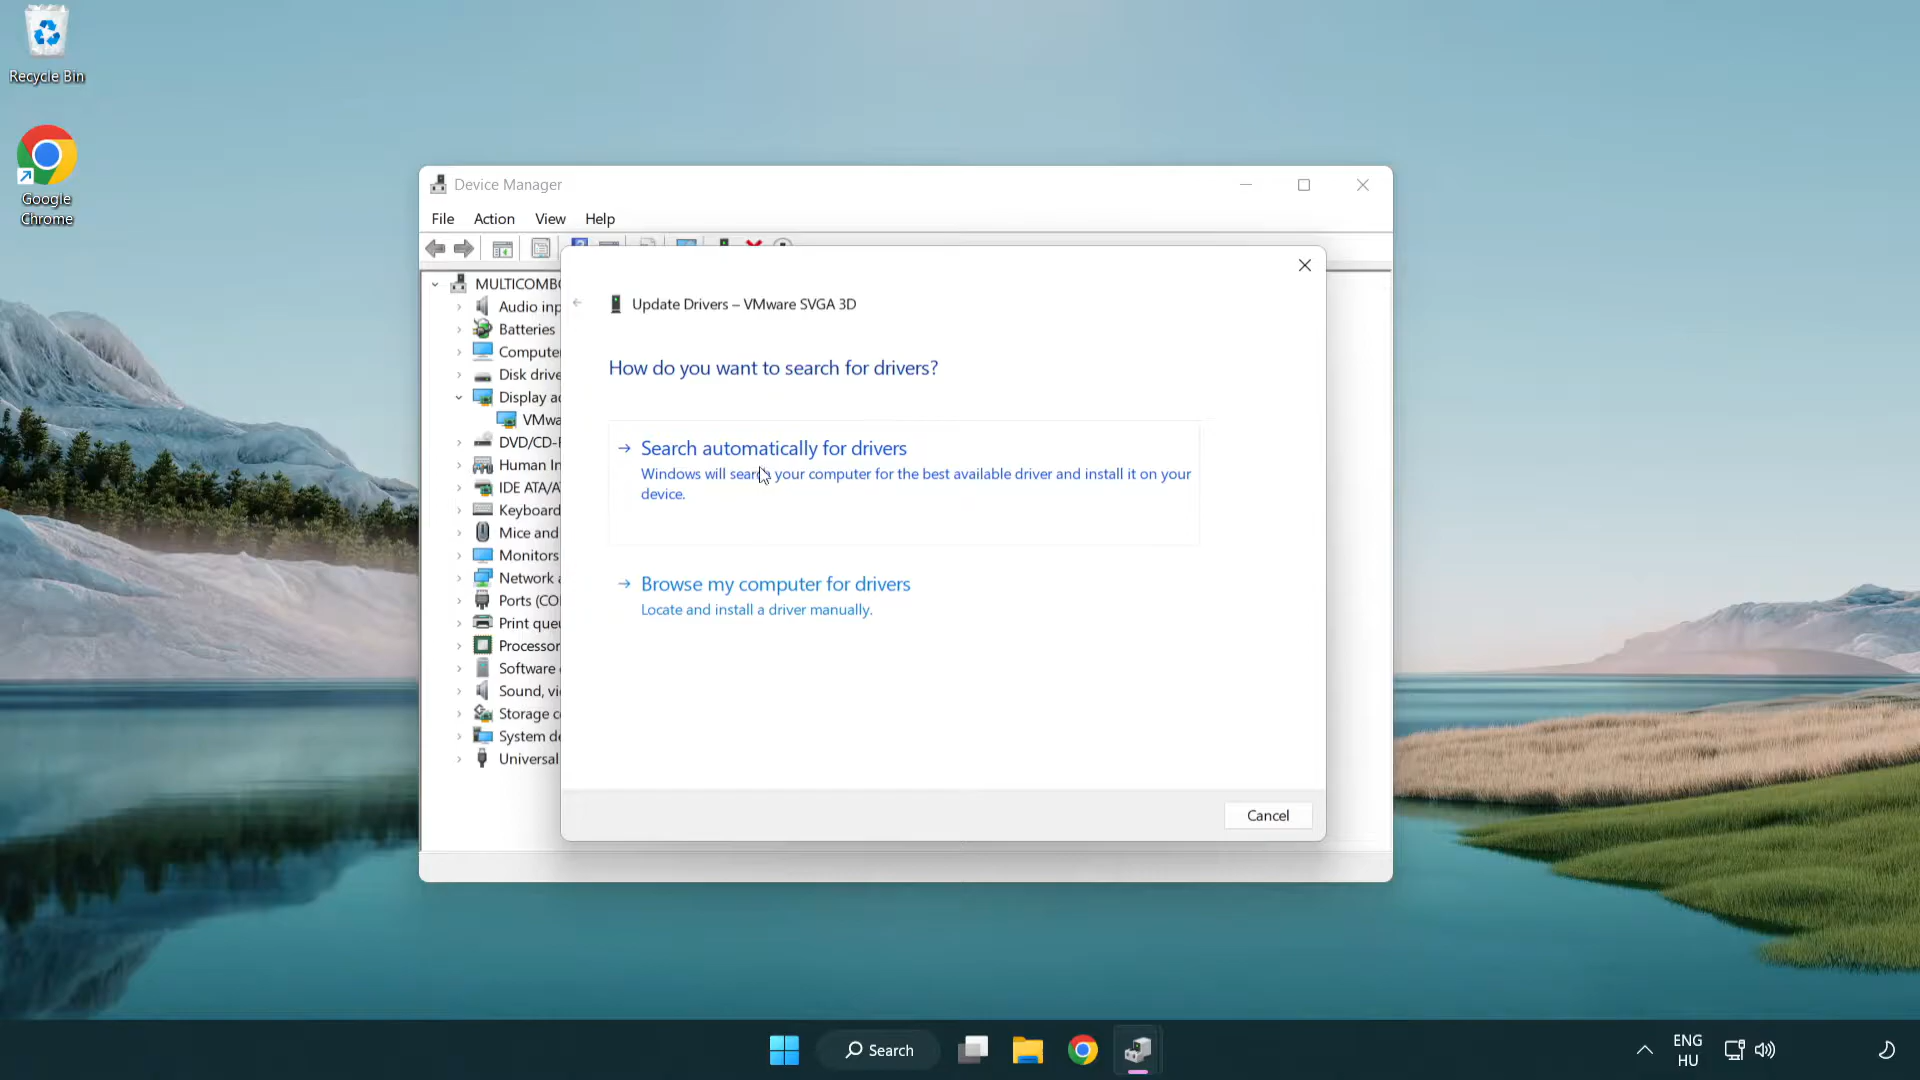 Recycle Bin
Google
Chrome
Device Manager
File Action View Help
MULTICOMBO
Audio inp
Batteries
Compute
Disk drive
Display a
VMwa
DVD/CD-
Human In
IDE ATA/A
Keyboard
Mice and
Monitors
Network a
Ports (CO
Print que
Processor
Software
Sound, vi
Storage c
System de
Universal
Update Drivers – VMware SVGA 3D
How do you want to search for drivers?
Search automatically for drivers
Windows will search your computer for the best available driver and install it on your
device.
Browse my computer for drivers
Locate and install a driver manually.
Cancel
Search
ENG
HU